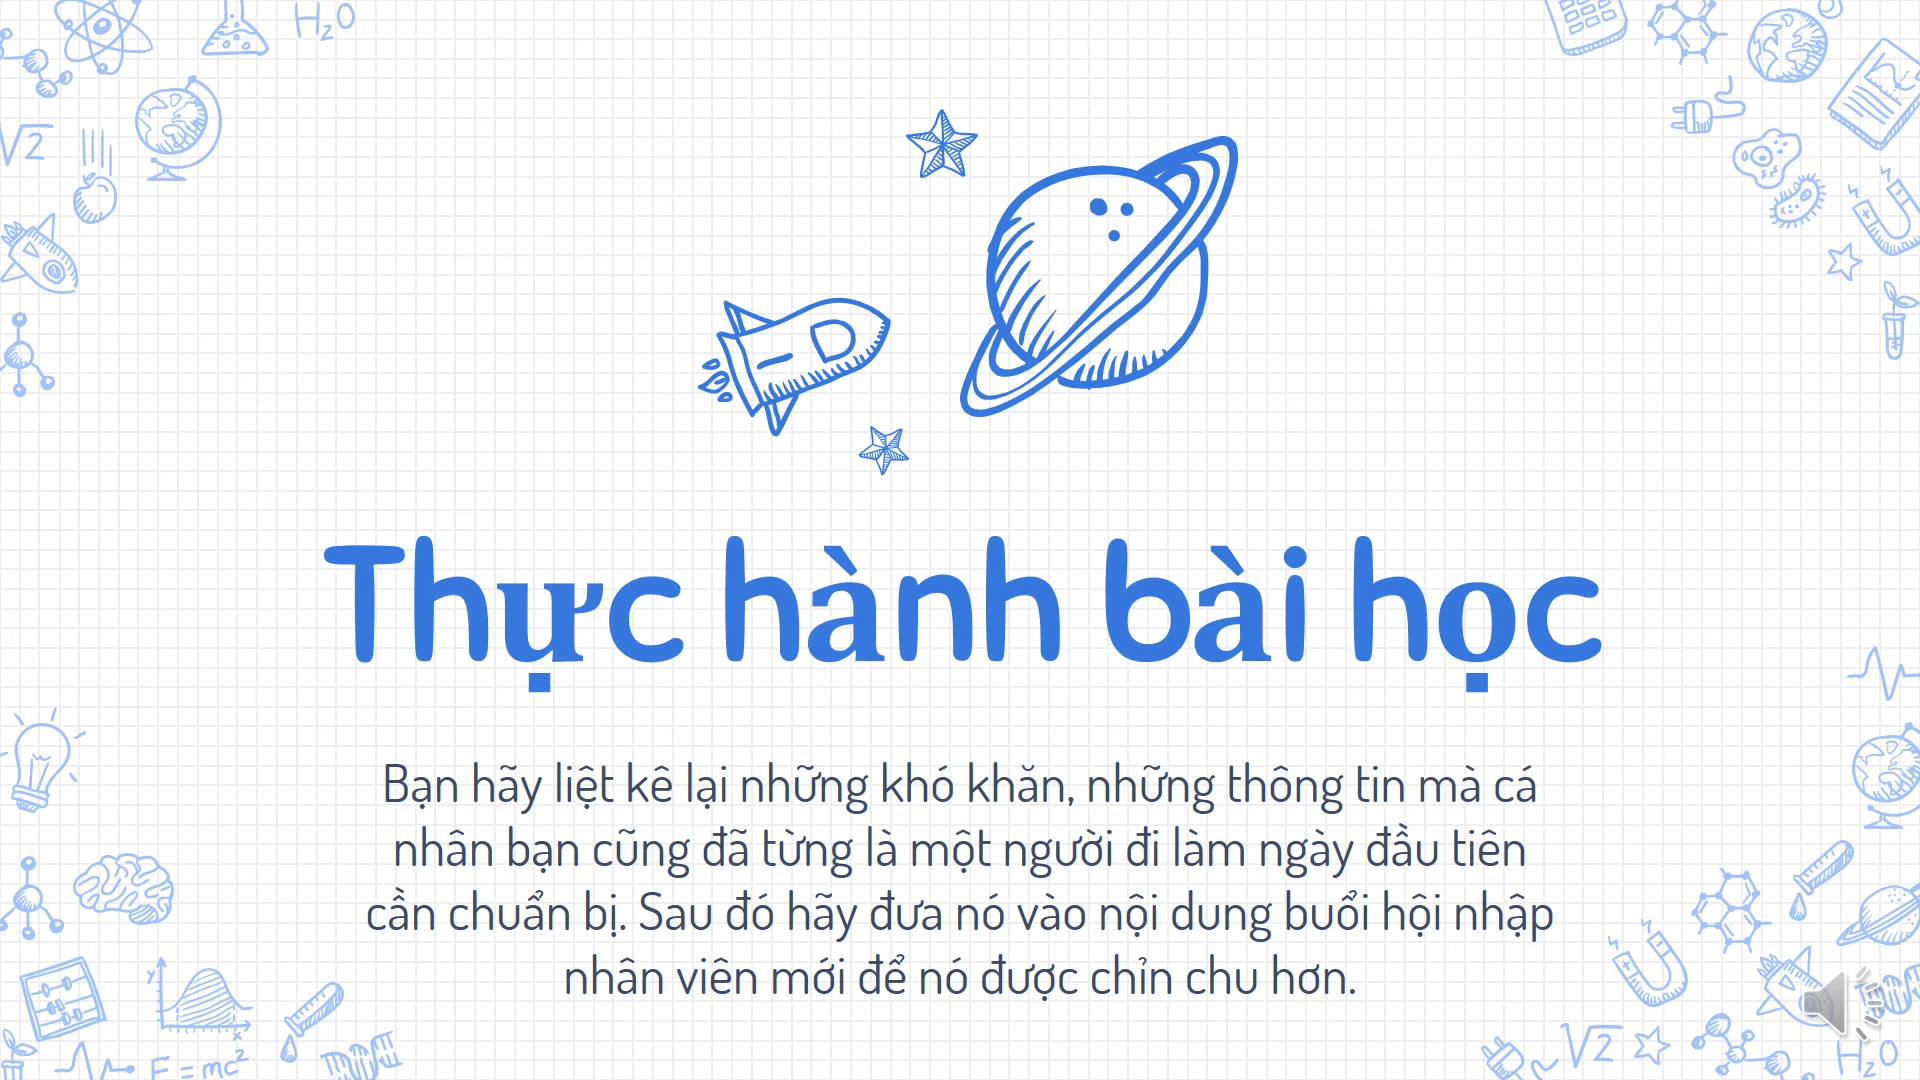 H₂O
√2
Thực hành bài học
Bạn hãy liệt kê lại những khó khăn, những thông tin mà cá
nhân bạn cũng đã từng là một người đi làm ngày đầu tiên
cần chuẩn bị. Sau đó hãy đưa nó vào nội dung buổi hội nhập
nhân viên mới để nó được chỉn chu hơn.
y
x
F = mc²
√2
H₂O